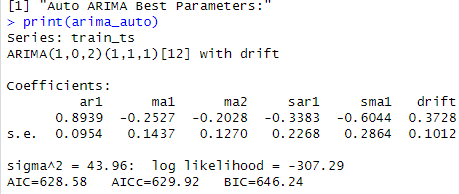 [1] "Auto ARIMA Best Parameters:"
> print(arima_auto)
Series: train_ts
ARIMA(1,0,2)(1,1,1)[12] with drift
Coefficients:
ar1 ma1 ma2 sar1 sma1 drift
0.8939 -0.2527 -0.2028 -0.3383 -0.6044 0.3728
s.e. 0.0954 0.1437 0.1270 0.2268 0.2864 0.1012
sigma^2 = 43.96: log likelihood = -307.29
AIC=628.58 AICc=629.92 BIC=646.24